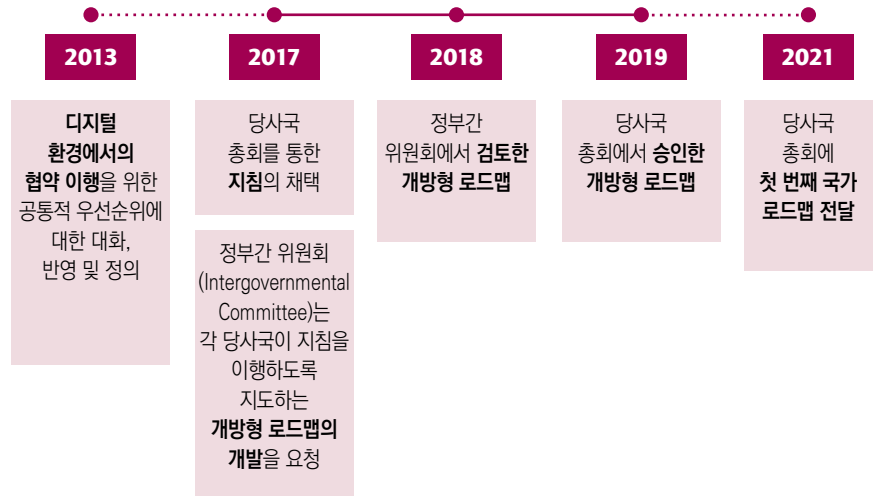 2013
디지털
환경에서의
협약 이행을 위한
공통적 우선순위에
대한 대화,
반영 및 정의
2017
당사국
총회를 통한
지침의 채택
정부간 위원회
(Intergovernmental
Committee)는
각 당사국이 지침을
이행하도록
지도하는
개방형 로드맵의
개발을 요청
2018
정부간
위원회에서 검토한
개방형 로드맵
2019
당사국
총회에서 승인한
개방형 로드맵
2021
당사국
총회에
첫 번째 국가
로드맵 전달